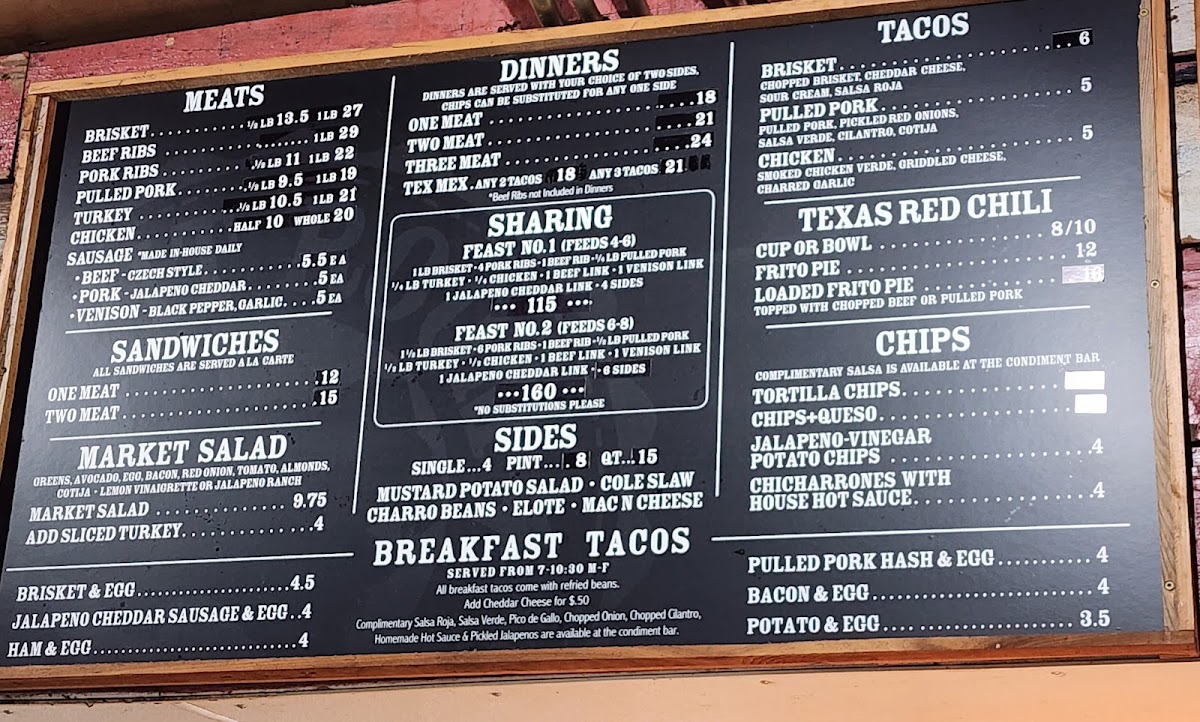 MEATS
BRISKET ½ LB 13.5 1LB 27
BEEF RIBS 1LB 29
PORK RIBS ½ LB 11 1LB 22
PULLED PORK ½ LB 9.5 1LB 19
TURKEY ½ LB 10.5 1LB 21
CHICKEN HALF 10 WHOLE 20
SAUSAGE *MADE IN-HOUSE DAILY
• BEEF - CZECH STYLE 5.5 EA
• PORK - JALAPENO CHEDDAR 5 EA
• VENISON - BLACK PEPPER, GARLIC 5 EA
SANDWICHES
ALL SANDWICHES ARE SERVED A LA CARTE
ONE MEAT 12
TWO MEAT 15
MARKET SALAD
GREENS, AVOCADO, EGG, BACON, RED ONION, TOMATO, ALMONDS,
COTIJA • LEMON VINAIGRETTE OR JALAPENO RANCH
MARKET SALAD 9.75
ADD SLICED TURKEY 4
DINNERS
DINNERS ARE SERVED WITH YOUR CHOICE OF TWO SIDES.
CHIPS CAN BE SUBSTITUTED FOR ANY ONE SIDE
ONE MEAT 18
TWO MEAT 21
THREE MEAT 24
TEX MEX . ANY 2 TACOS 18 ANY 3 TACOS 21
*Beef Ribs not Included in Dinners
SHARING
FEAST NO.1 (FEEDS 4-6)
1 LB BRISKET • 4 PORK RIBS • 1 BEEF RIB • ½ LB PULLED PORK
LB TURKEY • CHICKEN • 1 BEEF LINK • 1 VENISON LINK
1 JALAPENO CHEDDAR LINK • 4 SIDES
••• 115 •••
FEAST NO.2 (FEEDS 6-8)
1 ½ LB BRISKET • 6 PORK RIBS • 1 BEEF RIB • ½ LB PULLED PORK
½ LB TURKEY • ½ CHICKEN • 1 BEEF LINK • 1 VENISON LINK
1 JALAPENO CHEDDAR LINK • 6 SIDES
•••160 •••
*NO SUBSTITUTIONS PLEASE
SIDES
SINGLE...4 PINT.... 8 QT...15
MUSTARD POTATO SALAD • COLE SLAW
CHARRO BEANS • ELOTE • MAC N CHEESE
TACOS
BRISKET 6
CHOPPED BRISKET, CHEDDAR CHEESE,
SOUR CREAM, SALSA ROJA
PULLED PORK 5
PULLED PORK, PICKLED RED ONIONS,
SALSA VERDE, CILANTRO, COTIJA
CHICKEN 5
SMOKED CHICKEN VERDE, GRIDDLED CHEESE,
CHARRED GARLIC
TEXAS RED CHILI
CUP OR BOWL 8/10
FRITO PIE 12
LOADED FRITO PIE
TOPPED WITH CHOPPED BEEF OR PULLED PORK
CHIPS
COMPLIMENTARY SALSA IS AVAILABLE AT THE CONDIMENT BAR
TORTILLA CHIPS
CHIPS+QUESO
JALAPENO-VINEGAR
POTATO CHIPS 4
CHICHARRONES WITH
HOUSE HOT SAUCE 4
BREAKFAST TACOS
SERVED FROM 7-10:30 M-F
All breakfast tacos come with refried beans.
Add Cheddar Cheese for $.50
Complimentary Salsa Roja, Salsa Verde, Pico de Gallo, Chopped Onion, Chopped Cilantro,
Homemade Hot Sauce & Pickled Jalapenos are available at the condiment bar.
BRISKET & EGG 4.5
JALAPENO CHEDDAR SAUSAGE & EGG 4
HAM & EGG 4
PULLED PORK HASH & EGG 4
BACON & EGG 4
POTATO & EGG 3.5